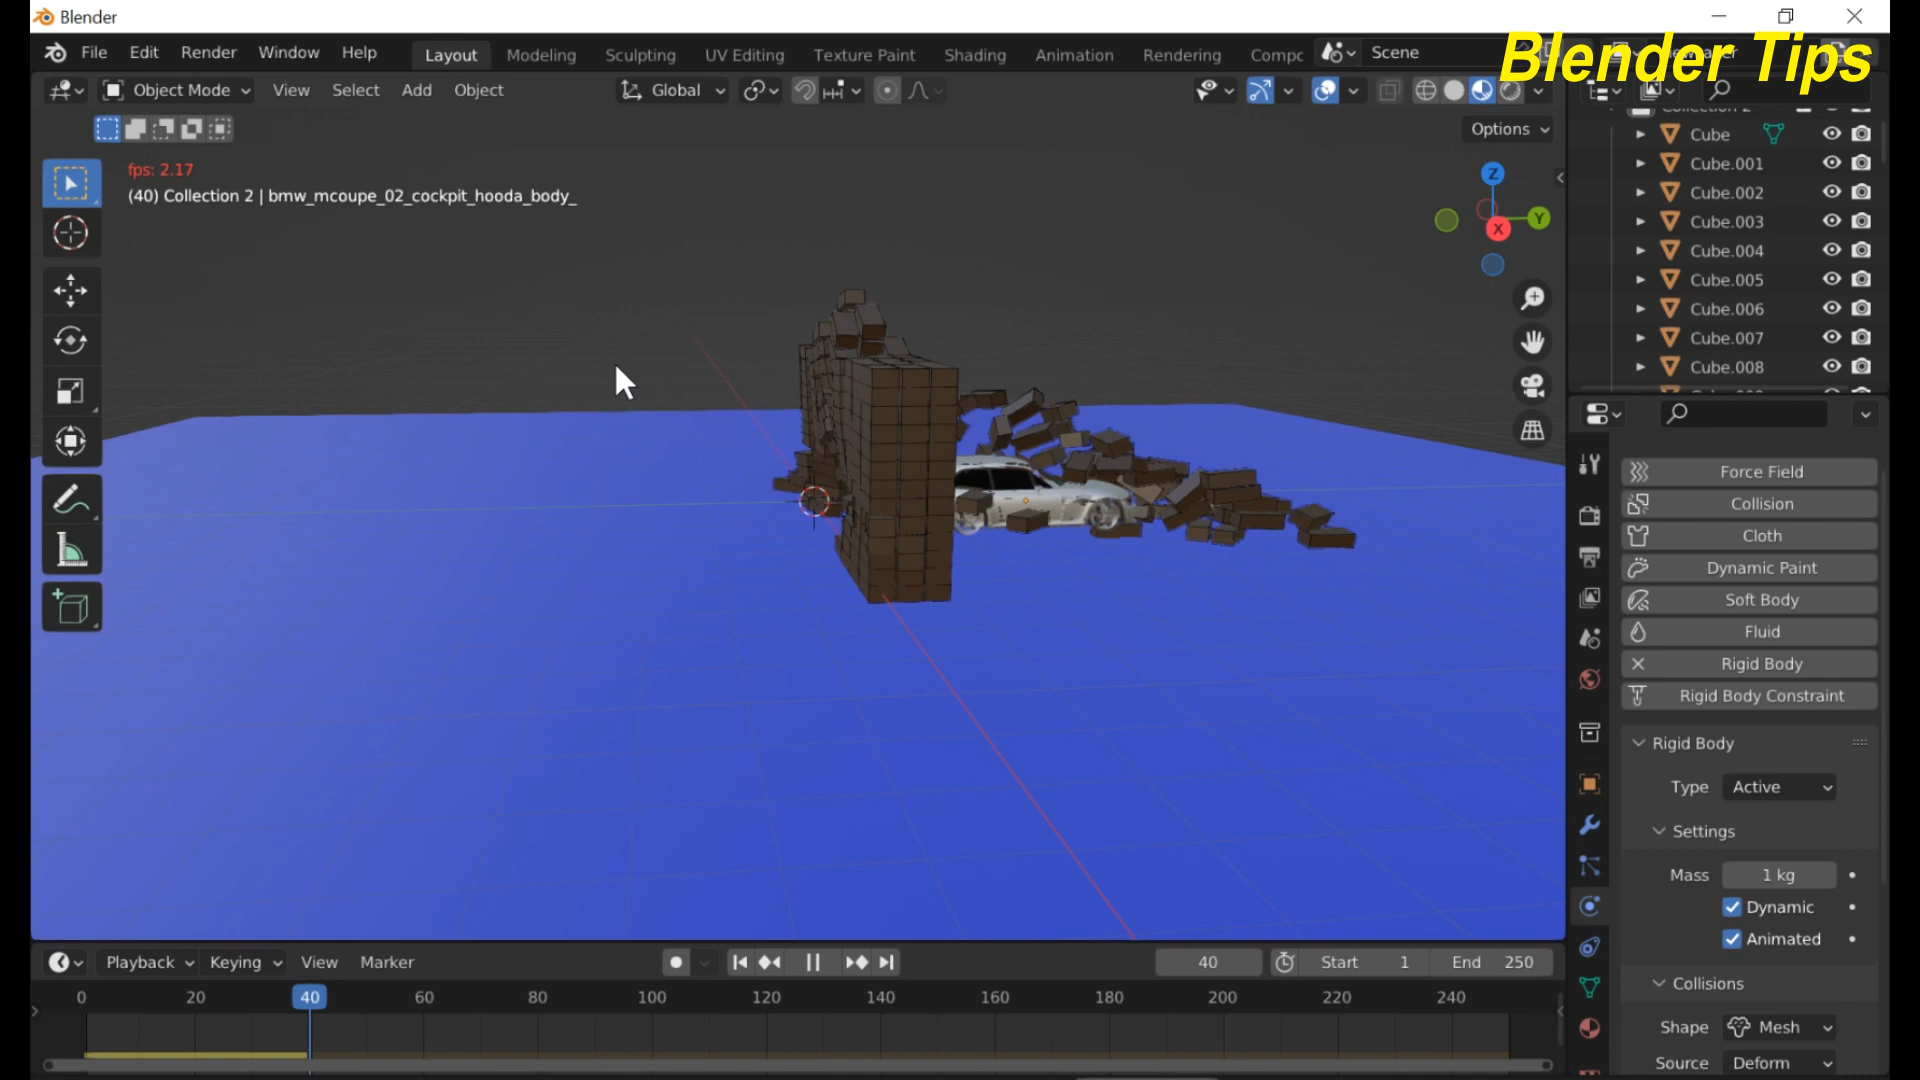 Blender
File Edit Render Window Help Layout Modeling Sculpting UV Editing Texture Paint Shading Animation Rendering Compc Scene
Blender Tips
Object Mode View Select Add Object Global
Options
fps: 2.17
(40) Collection 2 | bmw_mcoupe_02_cockpit_hooda_body_
Z
Y
X
Collection 2
Cube
Cube.001
Cube.002
Cube.003
Cube.004
Cube.005
Cube.006
Cube.007
Cube.008
Force Field
Collision
Cloth
Dynamic Paint
Soft Body
Fluid
Rigid Body
Rigid Body Constraint
Rigid Body
Type Active
Settings
Mass 1 kg
Dynamic
Animated
Collisions
Shape Mesh
Source Deform
Playback Keying View Marker 40 Start 1 End 250
0 20 40 60 80 100 120 140 160 180 200 220 240